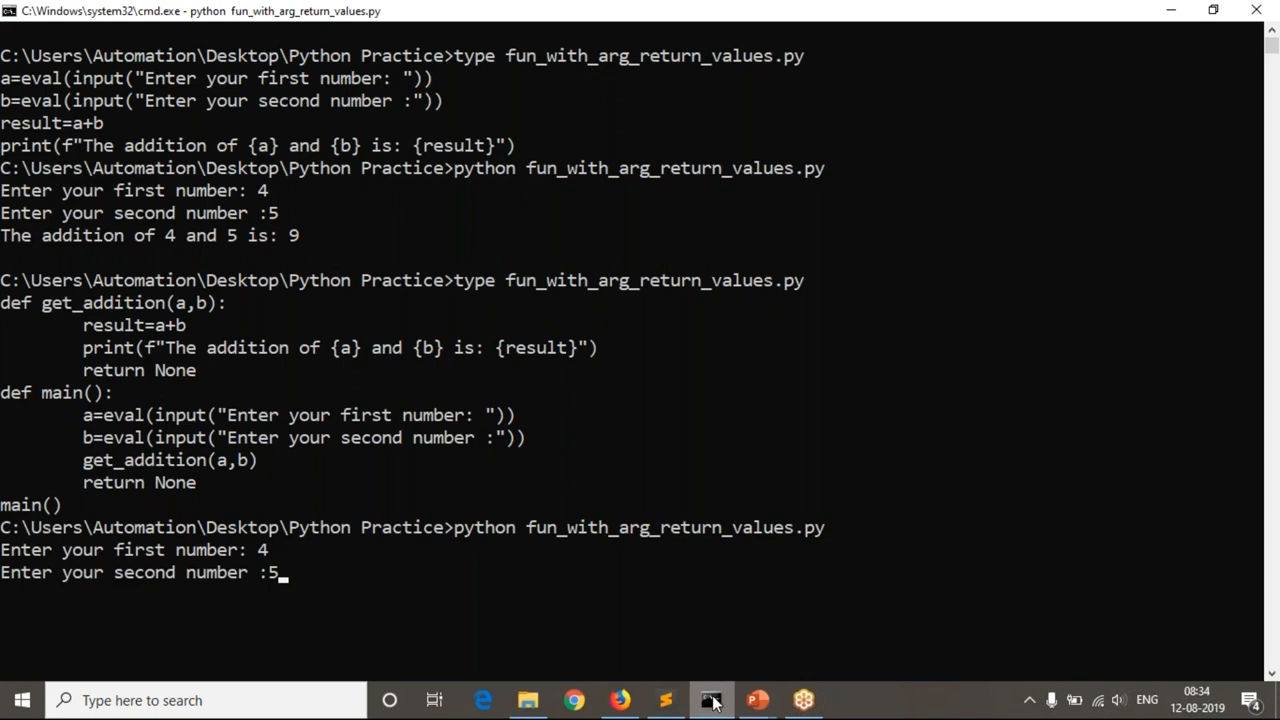 C:\Windows\system32\cmd.exe - python fun_with_arg_return_values.py
C:\Users\Automation\Desktop\Python Practice>type fun_with_arg_return_values.py
a=eval(input("Enter your first number: "))
b=eval(input("Enter your second number :"))
result=a+b
print(f"The addition of {a} and {b} is: {result}")
C:\Users\Automation\Desktop\Python Practice>python fun_with_arg_return_values.py
Enter your first number: 4
Enter your second number :5
The addition of 4 and 5 is: 9
C:\Users\Automation\Desktop\Python Practice>type fun_with_arg_return_values.py
def get_addition(a,b):
        result=a+b
        print(f"The addition of {a} and {b} is: {result}")
        return None
def main():
        a=eval(input("Enter your first number: "))
        b=eval(input("Enter your second number :"))
        get_addition(a,b)
        return None
main()
C:\Users\Automation\Desktop\Python Practice>python fun_with_arg_return_values.py
Enter your first number: 4
Enter your second number :5
Type here to search
ENG
08:34
12-08-2019
4